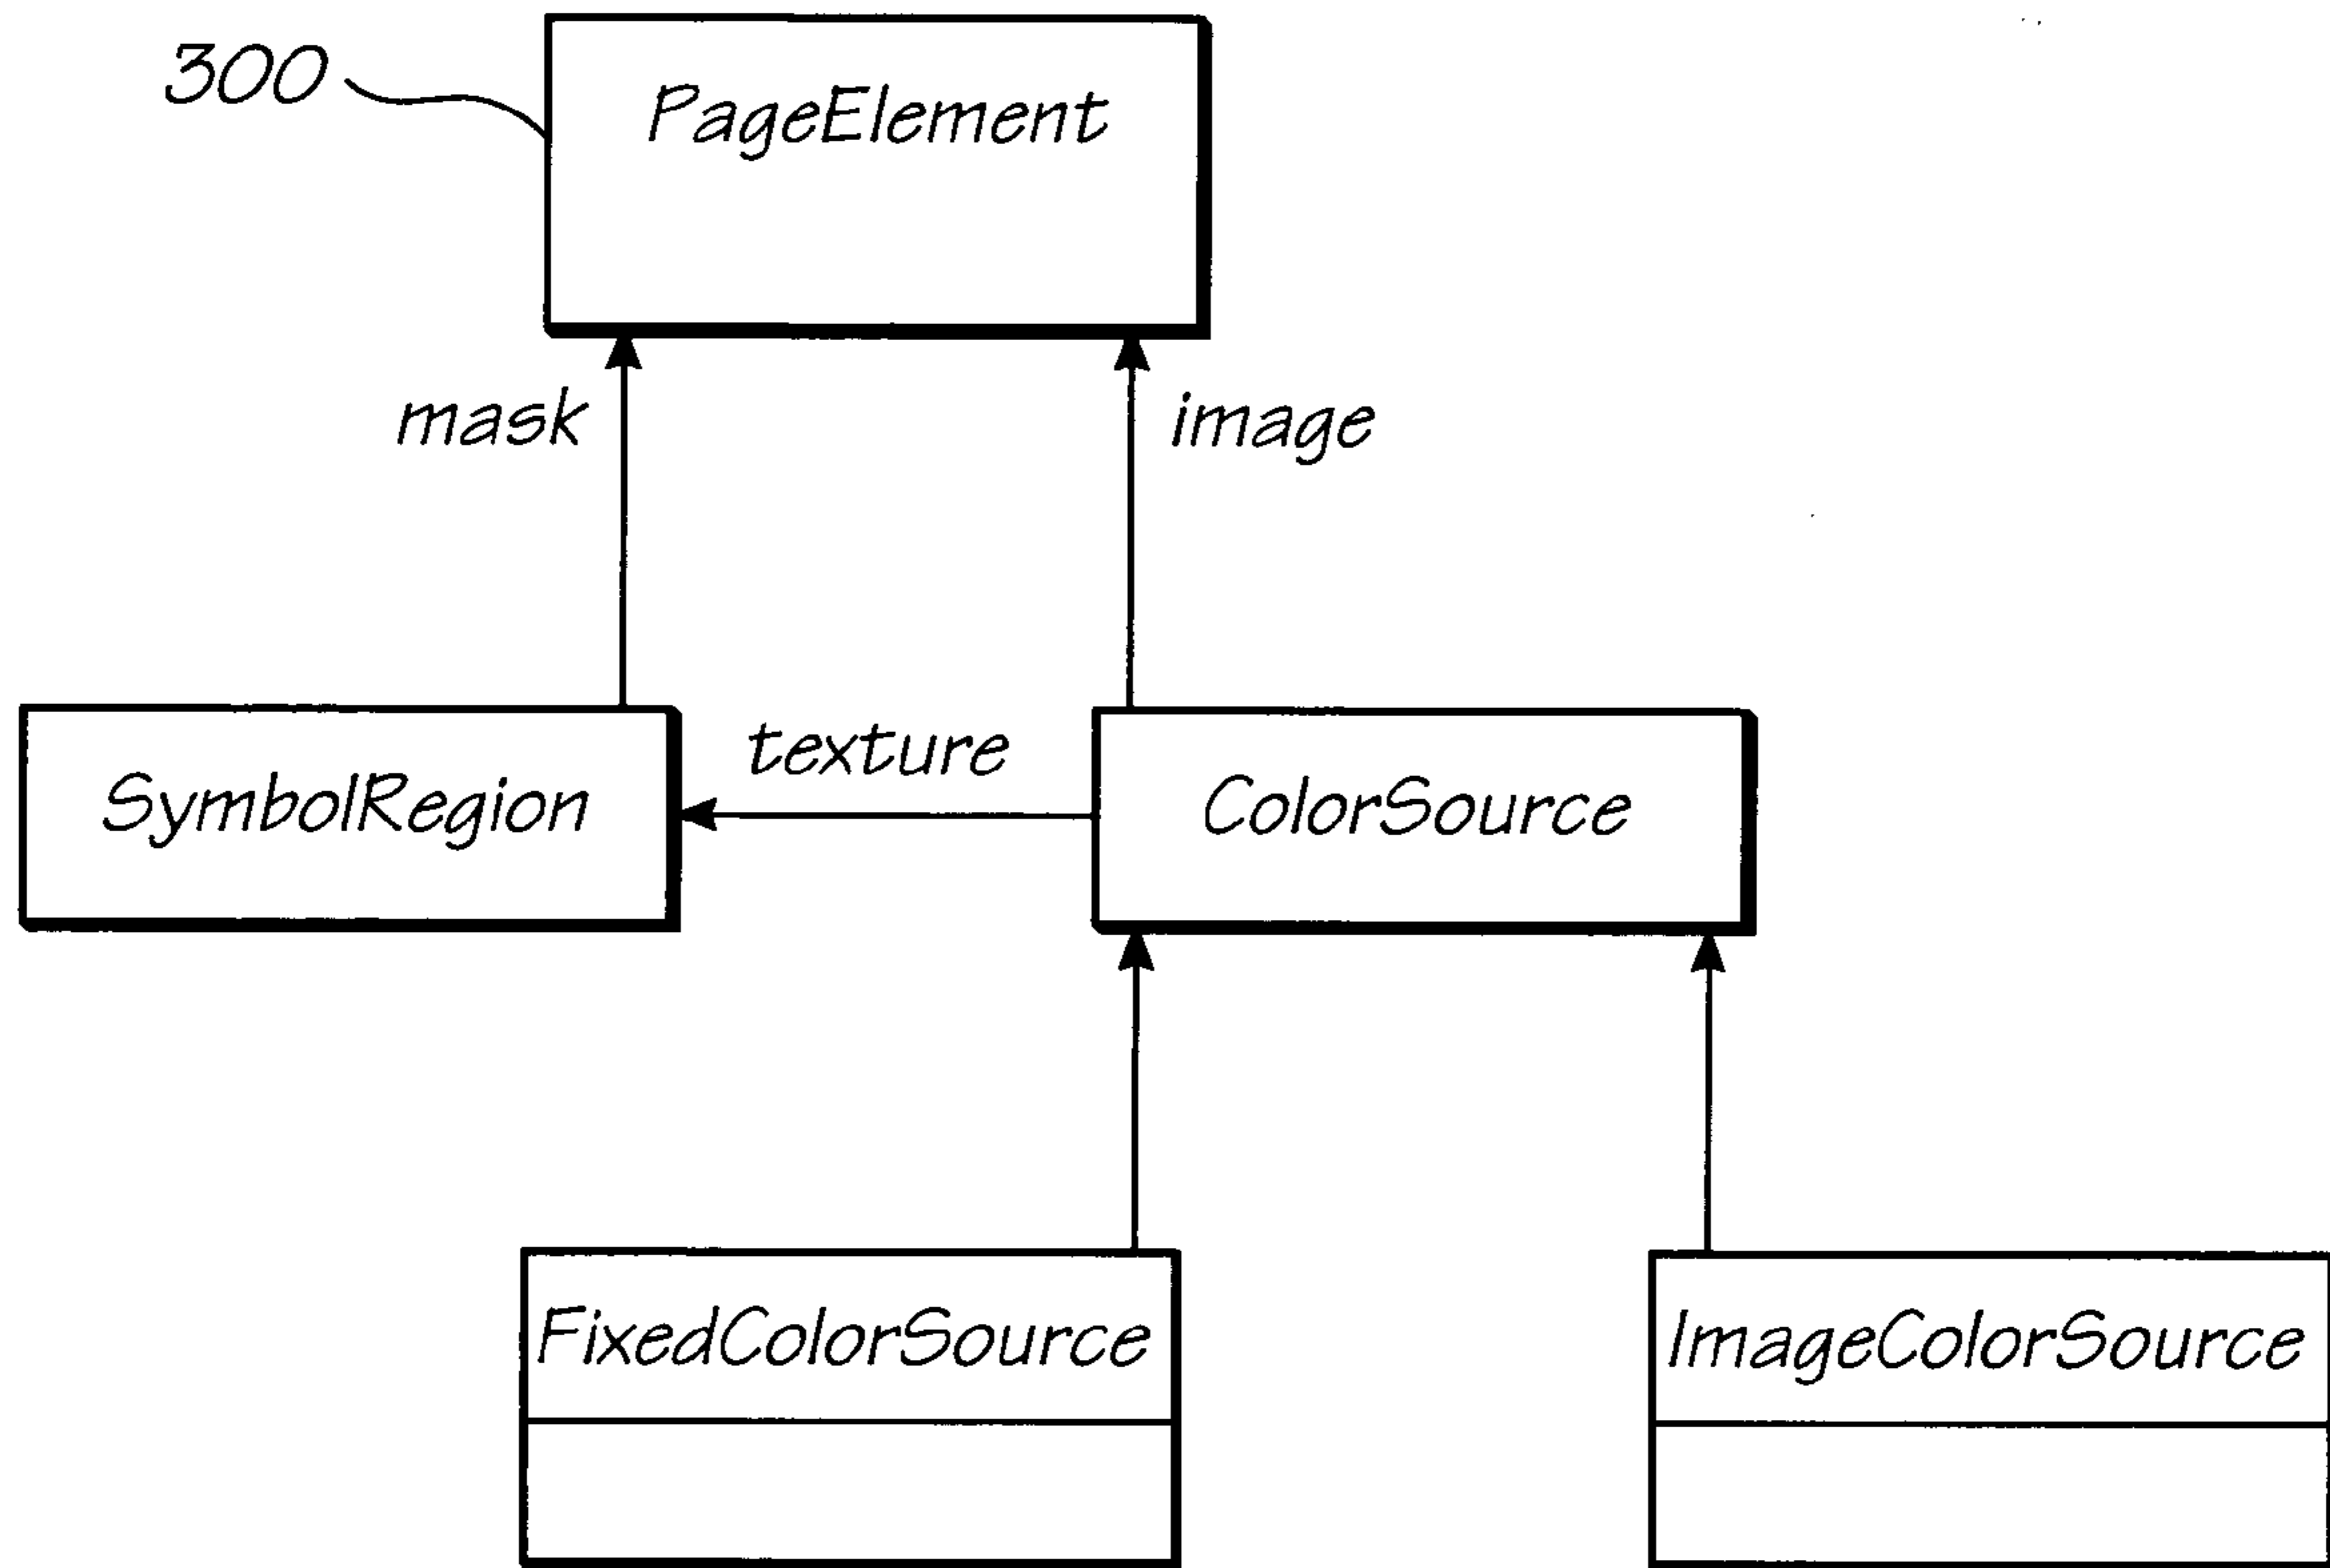 300
PageElement
mask
image
texture
SymbolRegion
ColorSource
FixedColorSource
ImageColorSource